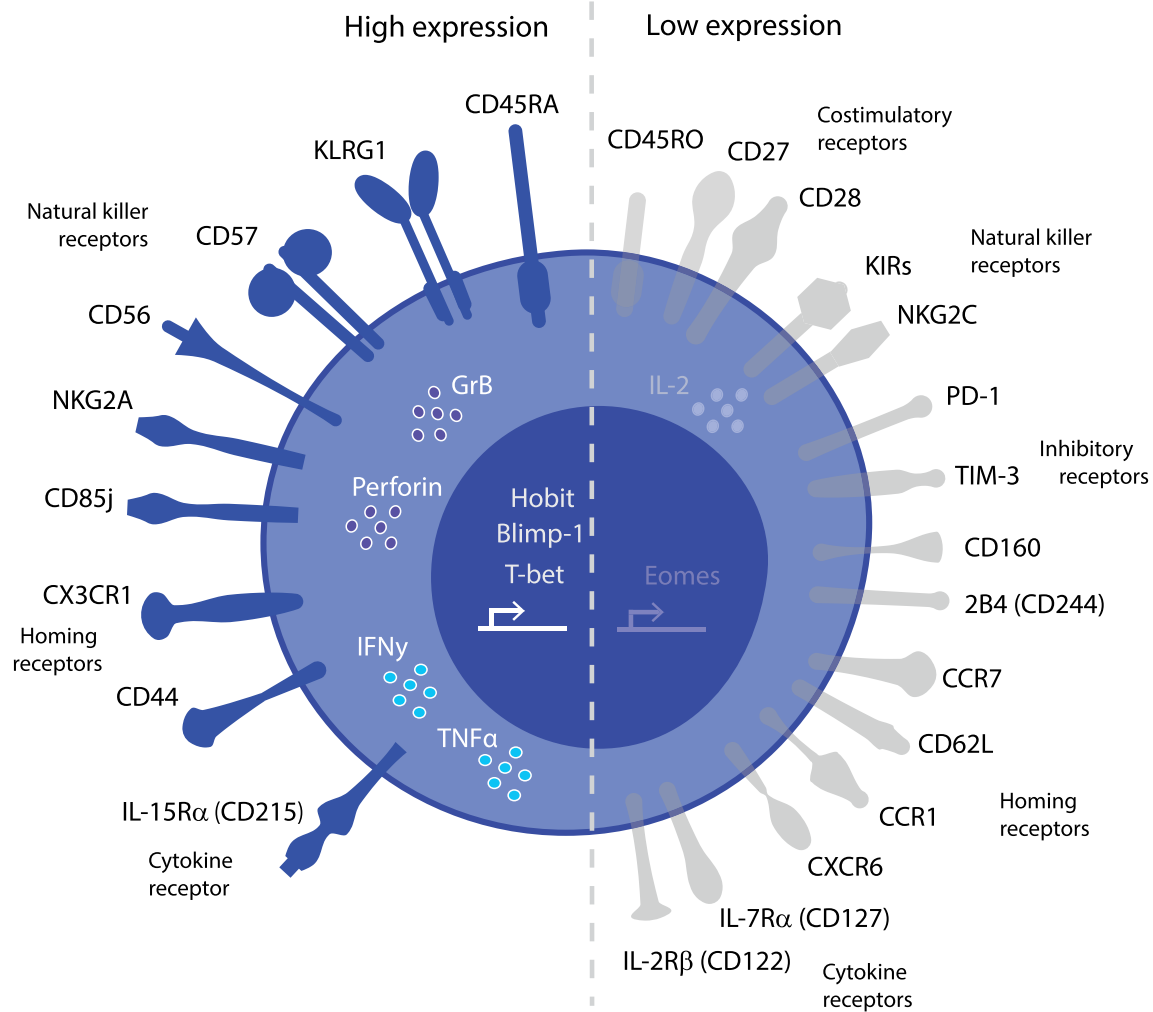 High expression
Low expression
CD45RA
KLRG1
Natural killer
receptors
CD57
CD56
NKG2A
CD85j
CX3CR1
Homing
receptors
CD44
IL-15Rα (CD215)
Cytokine
receptor
GrB
Perforin
Hobit
Blimp-1
T-bet
IFNy
TNFα
CD45RO
CD27
Costimulatory
receptors
CD28
KIRs
Natural killer
receptors
NKG2C
IL-2
PD-1
Inhibitory
receptors
TIM-3
CD160
Eomes
2B4 (CD244)
CCR7
CD62L
CCR1
Homing
receptors
CXCR6
IL-7Rα (CD127)
IL-2Rβ (CD122)
Cytokine
receptors